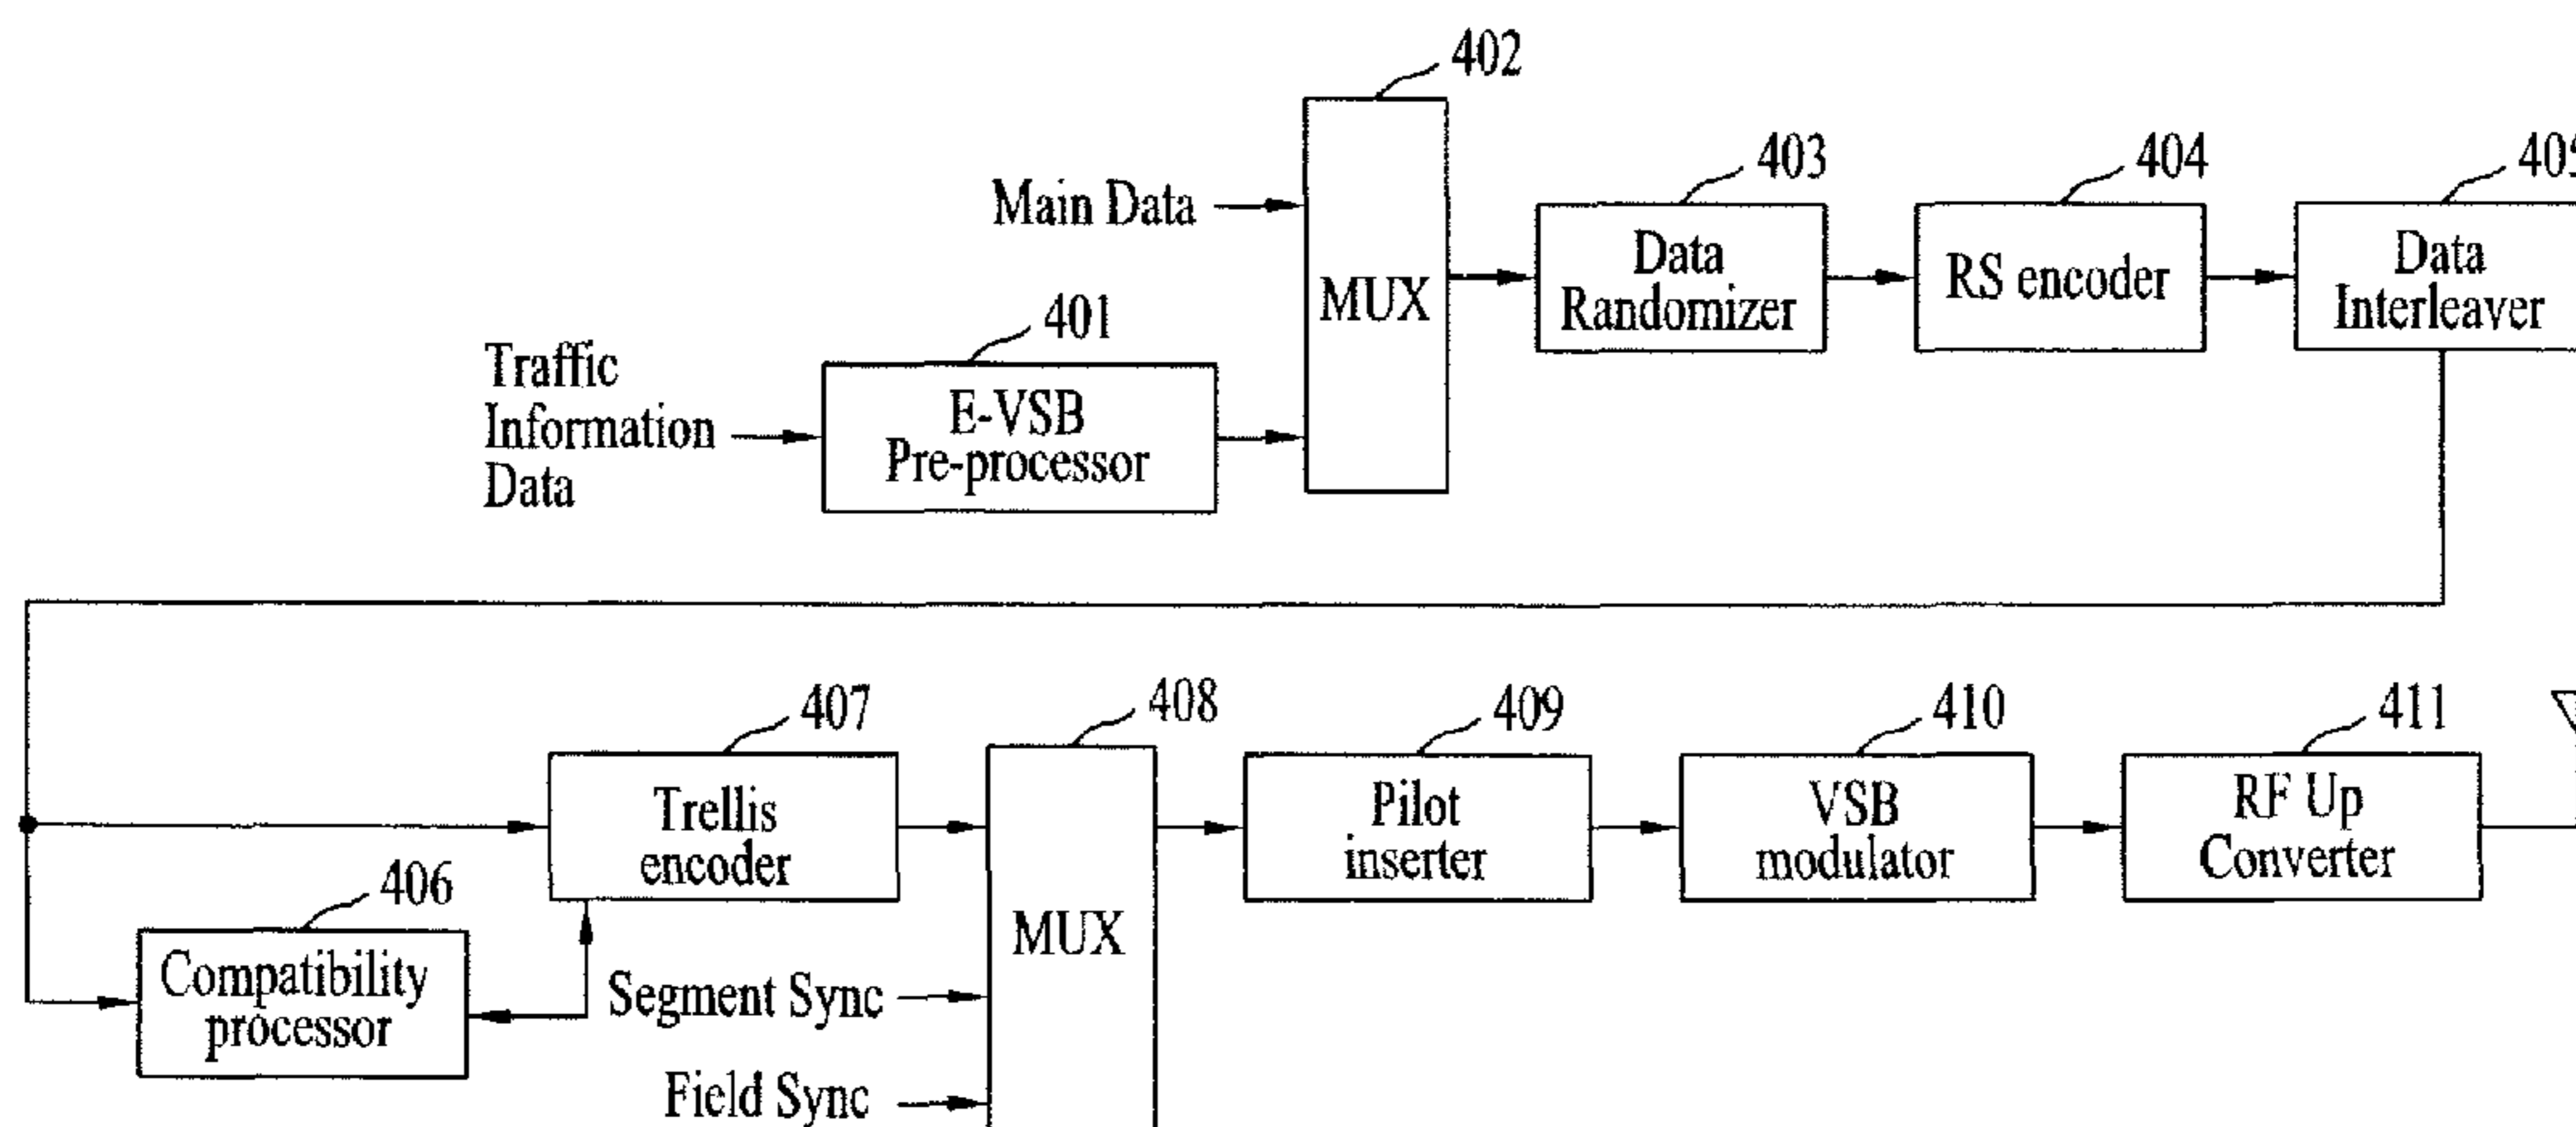 402
Main Data
MUX
403
Data
Randomizer
404
RS encoder
405
Data
Interleaver
Traffic
Information
Data
401
E-VSB
Pre-processor
407
Trellis
encoder
406
Compatibility
processor
Segment Sync
Field Sync
408
MUX
409
Pilot
inserter
410
VSB
modulator
411
RF Up
Converter